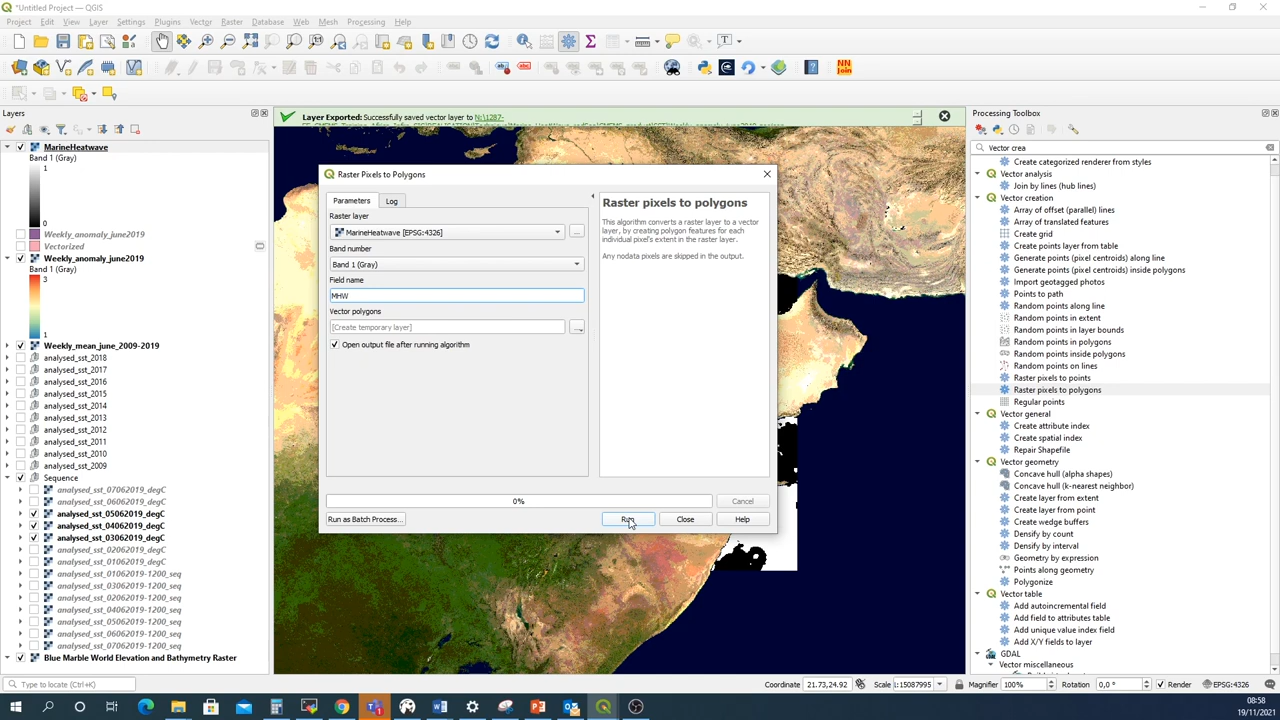 *Untitled Project — QGIS
Project Edit View Layer Settings Plugins Vector Raster Database Web Mesh Processing Help
Layers
MarineHeatwave
Band 1 (Gray)
1
0
Weekly_anomaly_june2019
Vectorized
Weekly_anomaly_june2019
Band 1 (Gray)
3
1
Weekly_mean_june_2009-2019
analysed_sst_2018
analysed_sst_2017
analysed_sst_2016
analysed_sst_2015
analysed_sst_2014
analysed_sst_2013
analysed_sst_2012
analysed_sst_2011
analysed_sst_2010
analysed_sst_2009
Sequence
analysed_sst_07062019_degC
analysed_sst_06062019_degC
analysed_sst_05062019_degC
analysed_sst_04062019_degC
analysed_sst_03062019_degC
analysed_sst_02062019_degC
analysed_sst_01062019_degC
analysed_sst_01062019-1200_seq
analysed_sst_03062019-1200_seq
analysed_sst_02062019-1200_seq
analysed_sst_04062019-1200_seq
analysed_sst_05062019-1200_seq
analysed_sst_06062019-1200_seq
analysed_sst_07062019-1200_seq
Blue Marble World Elevation and Bathymetry Raster
Layer Exported: Successfully saved vector layer to N:\1287-
Raster Pixels to Polygons
Parameters Log
Raster layer
MarineHeatwave [EPSG:4326]
...
Band number
Band 1 (Gray)
Field name
MHW
Vector polygons
[Create temporary layer]
...
Open output file after running algorithm
Raster pixels to polygons
This algorithm converts a raster layer to a vector
layer, by creating polygon features for each
individual pixel's extent in the raster layer.
Any nodata pixels are skipped in the output.
0%
Cancel
Run as Batch Process...
Run
Close
Help
Processing Toolbox
Vector crea
Create categorized renderer from styles
Vector analysis
Join by lines (hub lines)
Vector creation
Array of offset (parallel) lines
Array of translated features
Create grid
Create points layer from table
Generate points (pixel centroids) along line
Generate points (pixel centroids) inside polygons
Import geotagged photos
Points to path
Random points along line
Random points in extent
Random points in layer bounds
Random points in polygons
Random points inside polygons
Random points on lines
Raster pixels to points
Raster pixels to polygons
Regular points
Vector general
Create attribute index
Create spatial index
Repair Shapefile
Vector geometry
Concave hull (alpha shapes)
Concave hull (k-nearest neighbor)
Create layer from extent
Create layer from point
Create wedge buffers
Densify by count
Densify by interval
Geometry by expression
Points along geometry
Polygonize
Vector table
Add autoincremental field
Add field to attributes table
Add unique value index field
Add X/Y fields to layer
GDAL
Vector miscellaneous
Type to locate (Ctrl+K)
Coordinate 21.73,24.92
Scale 1:15087995
Magnifier 100%
Rotation 0,0 °
Render
EPSG:4326
08:58
19/11/2021